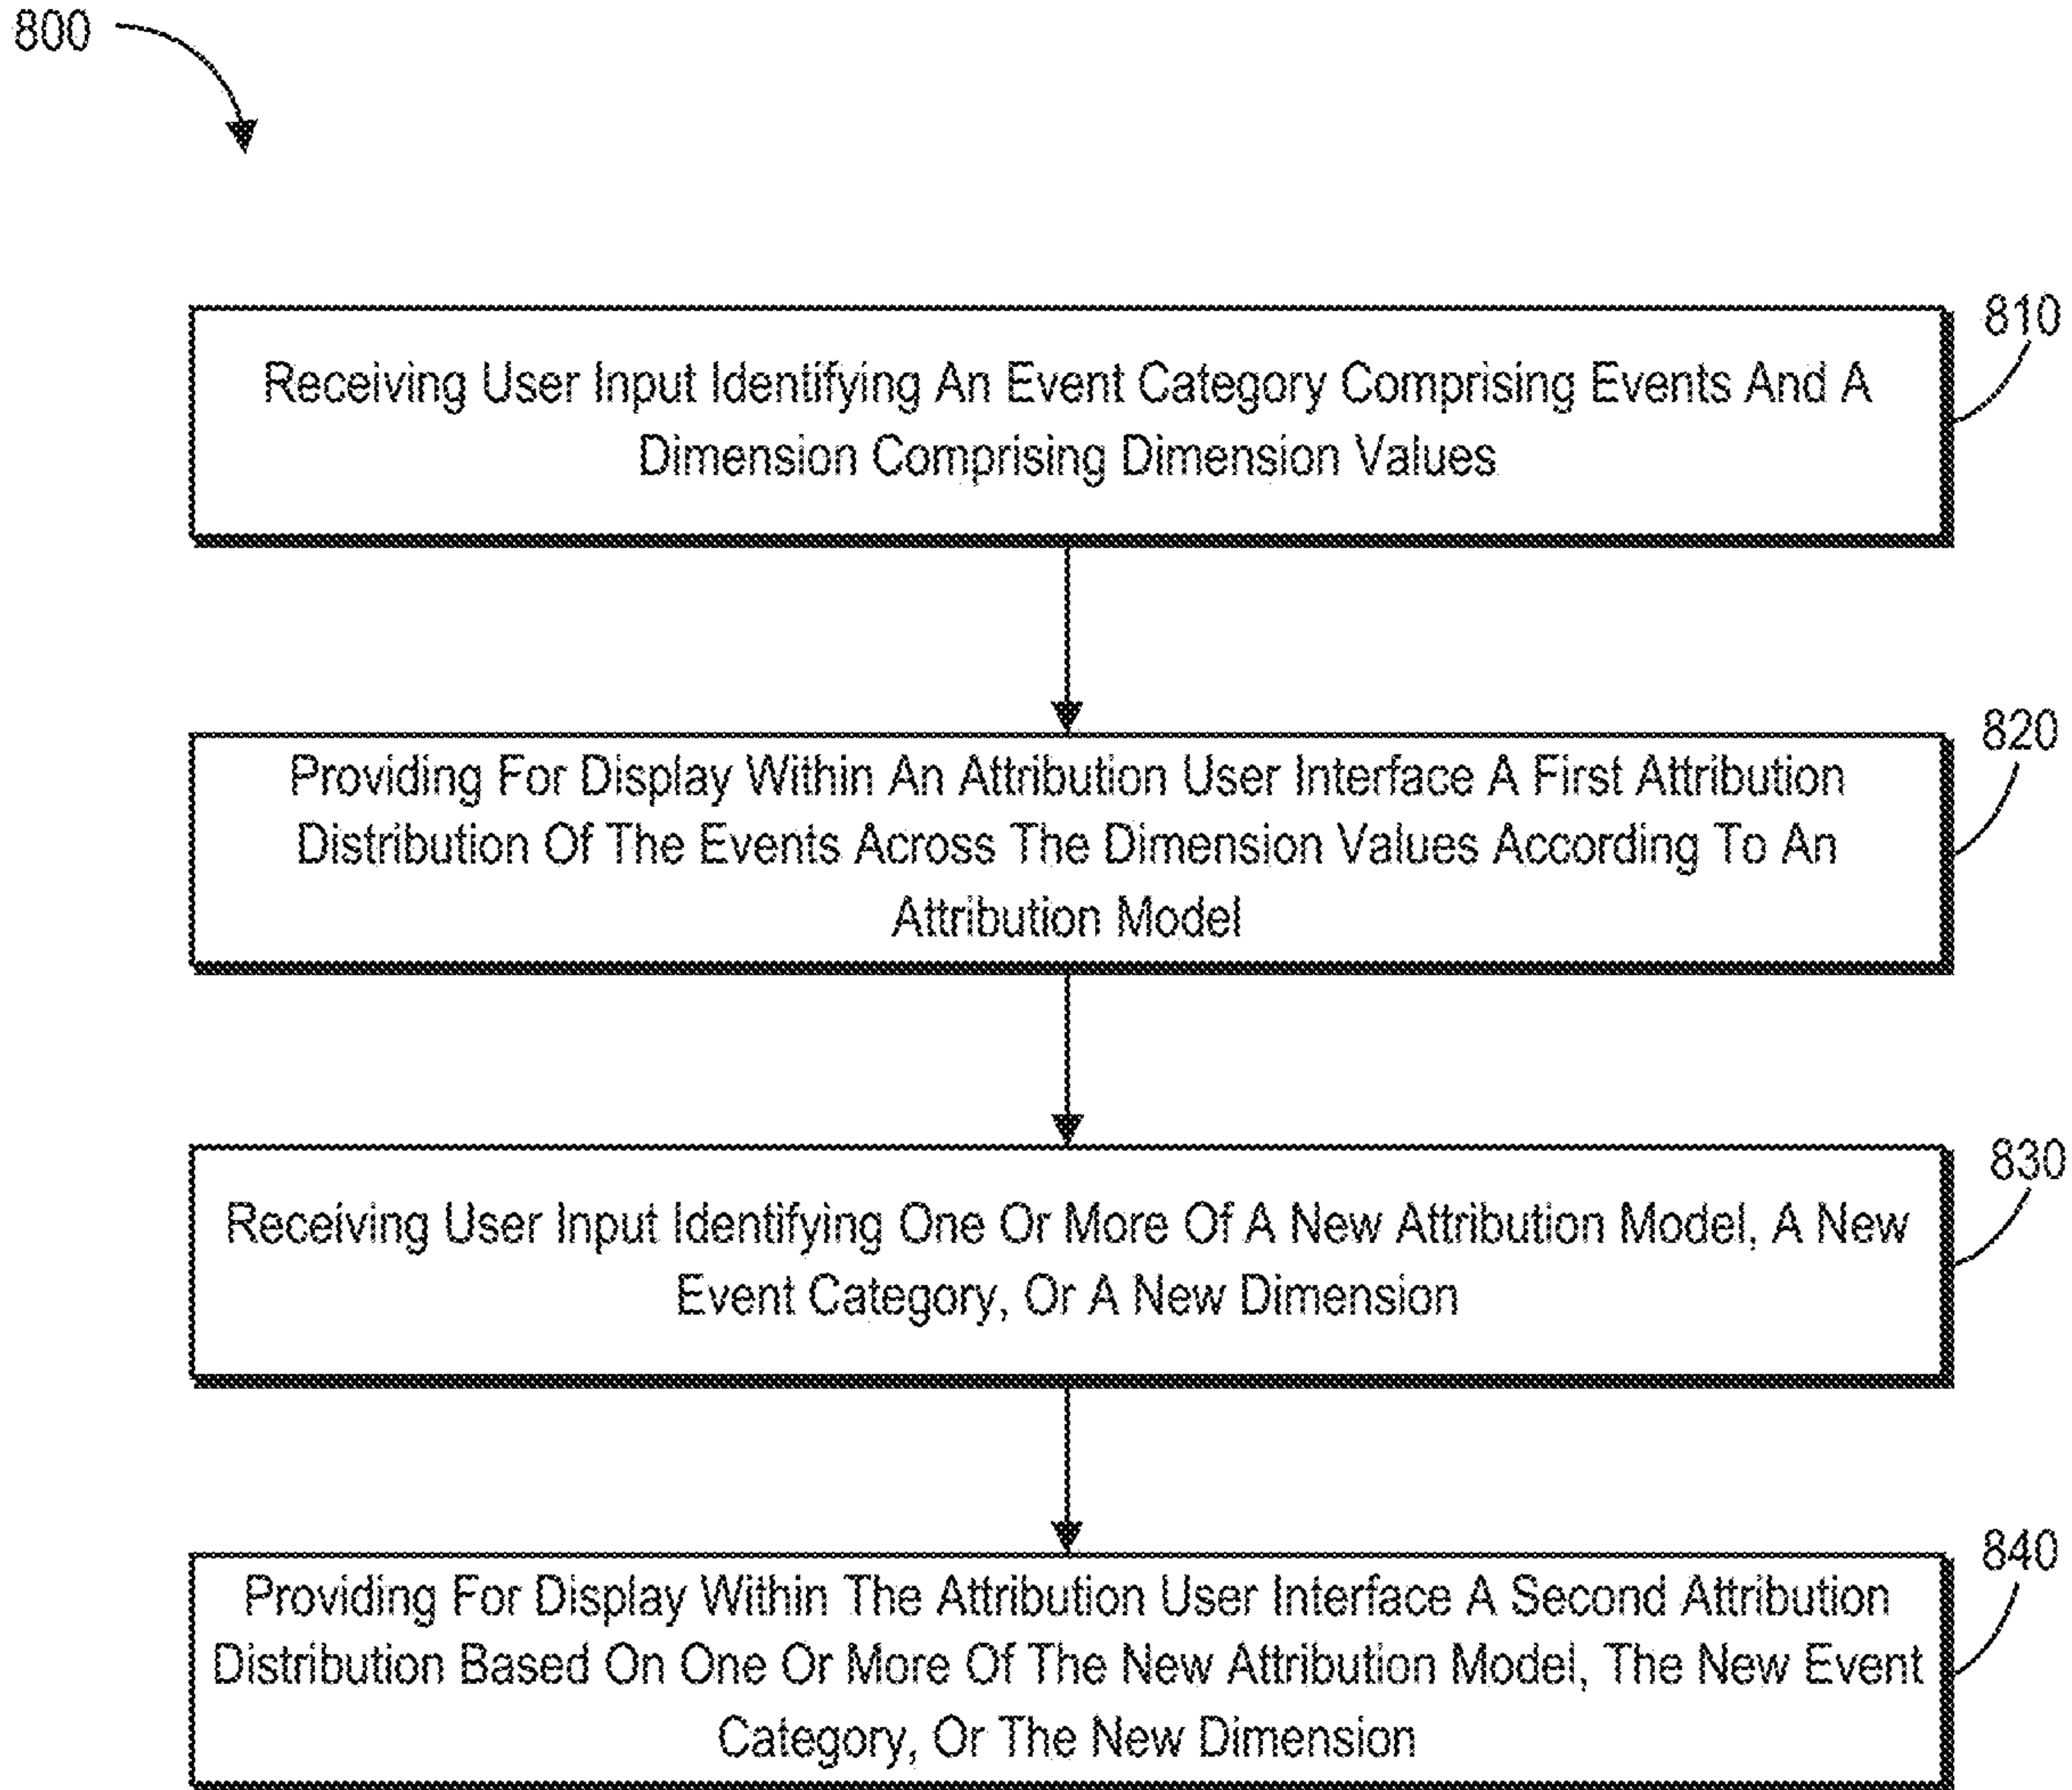 800
810
Receiving User Input Identifying An Event Category Comprising Events And A
Dimension Comprising Dimension Values
820
Providing For Display Within An Attribution User Interface A First Attribution
Distribution Of The Events Across The Dimension Values According To An
Attribution Model
830
Receiving User Input Identifying One Or More Of A New Attribution Model, A New
Event Category, Or A New Dimension
840
Providing For Display Within The Attribution User Interface A Second Attribution
Distribution Based On One Or More Of The New Attribution Model, The New Event
Category, Or The New Dimension